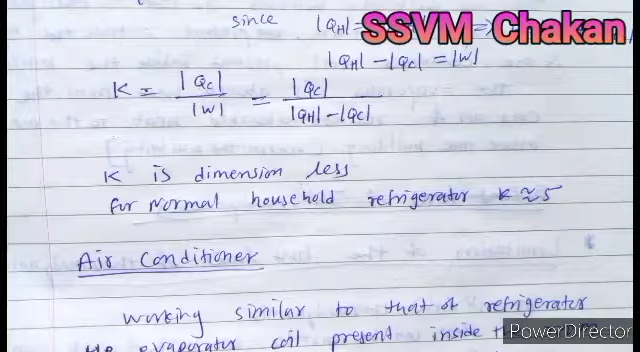 since |QH| =
SSVM Chakan
|QH| - |Qc| = |W|
K = |Qc| / |W| = |Qc| / |QH| - |Qc|
K is dimension less
for normal household refrigerator K ≈ 5
Air Conditioner
working similar to that of refrigerator
evaporator coil present inside
PowerDirector